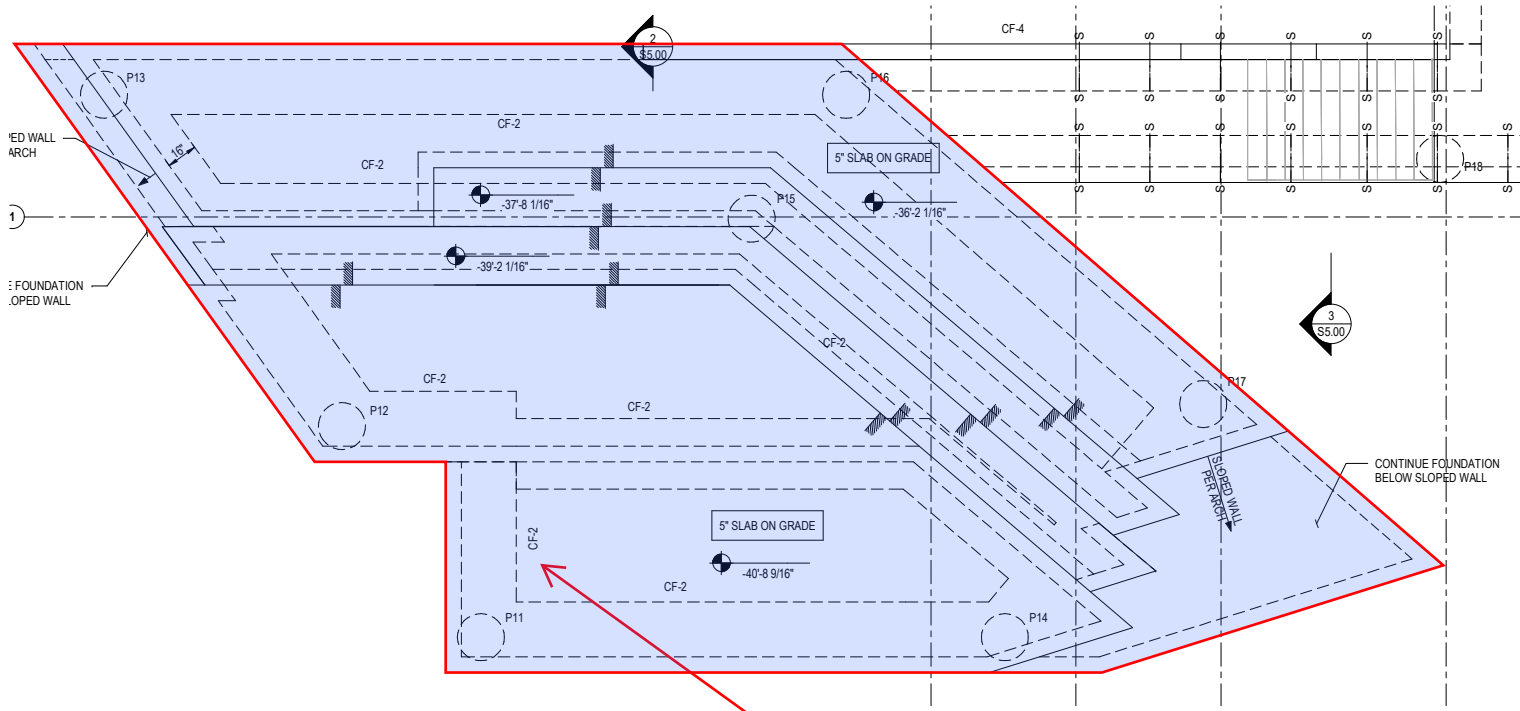 2
S5.00
CF-4
P13
P16
CF-2
PED WALL
ARCH
16"
CF-2
5" SLAB ON GRADE
P18
-37'-8 1/16"
P15
-36'-2 1/16"
1
-39'-2 1/16"
E FOUNDATION
LOPED WALL
3
S5.00
CF-2
CF-2
P17
CF-2
P12
SLOPED WALL
PER ARCH
CONTINUE FOUNDATION
BELOW SLOPED WALL
5" SLAB ON GRADE
CF-2
-40'-8 9/16"
CF-2
P11
P14
S S S S S S
S S S S S S
S S S S S S S
S S S S S S S